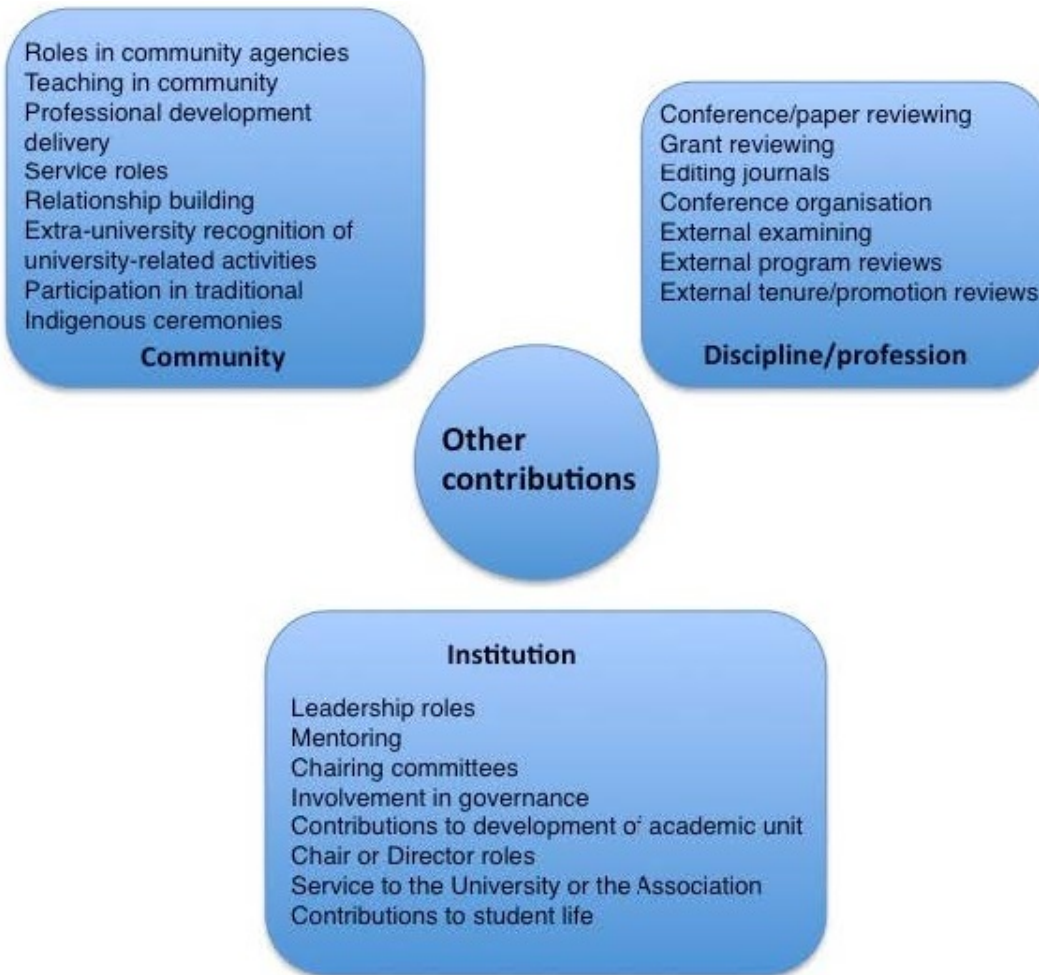 Roles in community agencies
Teaching in community
Professional development
delivery
Service roles
Relationship building
Extra-university recognition of
university-related activities
Participation in traditional
Indigenous ceremonies
Community
Conference/paper reviewing
Grant reviewing
Editing journals
Conference organisation
External examining
External program reviews
External tenure/promotion reviews
Discipline/profession
Other
contributions
Institution
Leadership roles
Mentoring
Chairing committees
Involvement in governance
Contributions to development of academic unit
Chair or Director roles
Service to the University or the Association
Contributions to student life